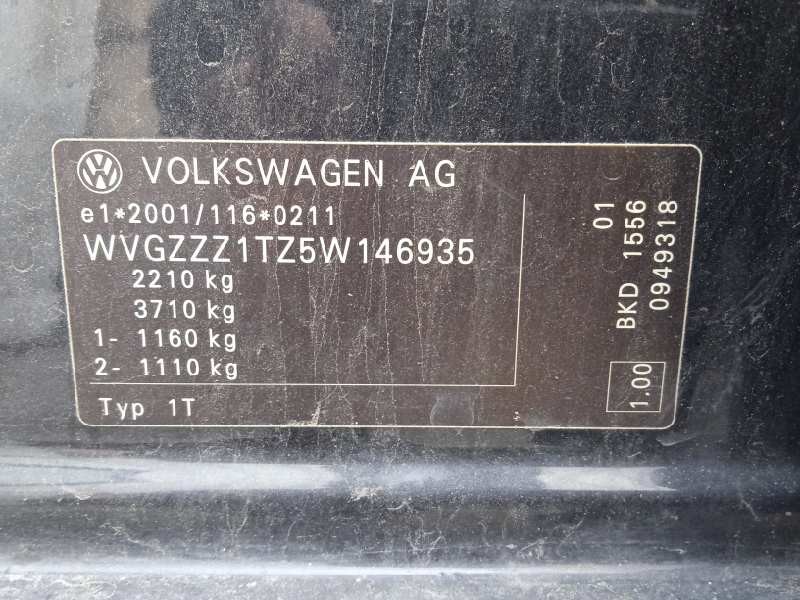 VOLKSWAGEN AG
e1*2001/116*0211
WVGZZZ1TZ5W146935
2210 kg
3710 kg
1- 1160 kg
2- 1110 kg
Typ 1T
01
BKD 1556
0949318
1.00